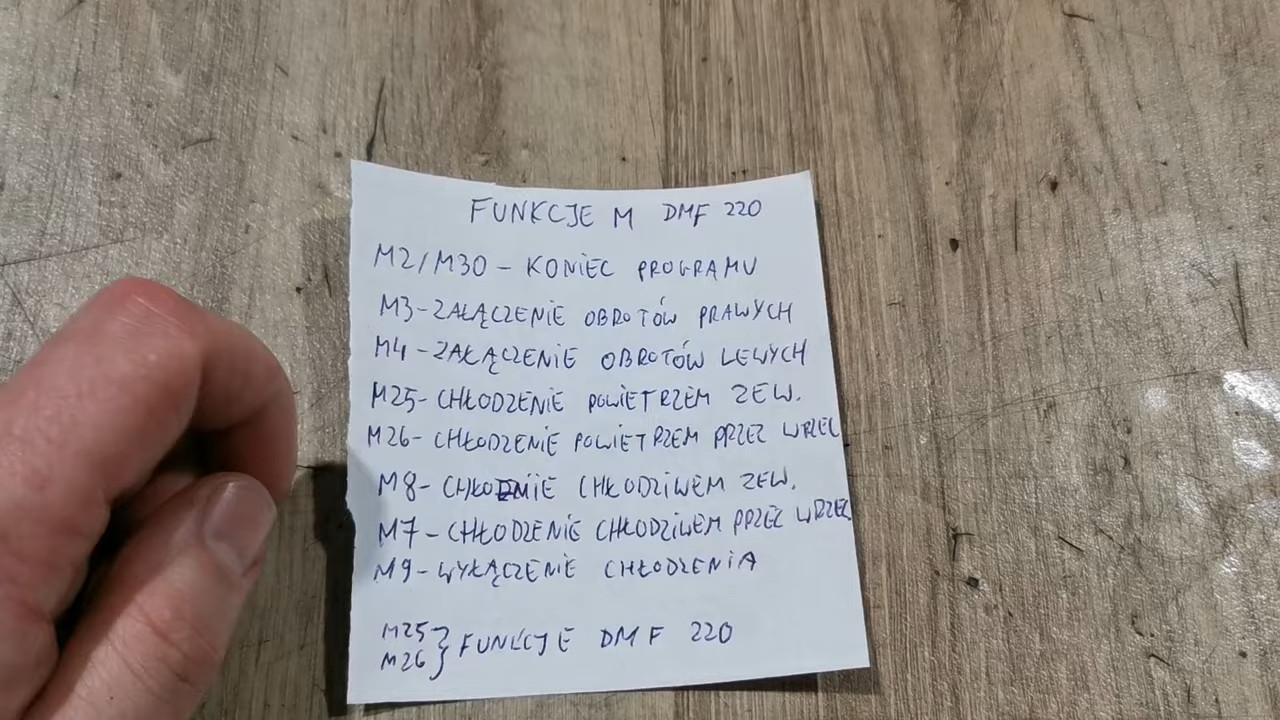 FUNKCJE M DMF 220
M2/M30 - KONIEC PROGRAMU
M3-ZAŁĄCZENIE OBROTÓW PRAWYCH
M4-ZAŁĄCZENIE OBROTÓW LEWYCH
M25-CHŁODZENIE POWIETRZEM ZEW.
M26-CHŁODZENIE POWIETRZEM PRZEZ WRZEC
M8-CHŁODZNIE CHŁODZIWEM ZEW.
M7-CHŁODZENIE CHŁODZIWEM PRZEZ WRZEC
M9-WYŁĄCZENIE CHŁODZENIA
M25
M26 } FUNKCJE DMF 220